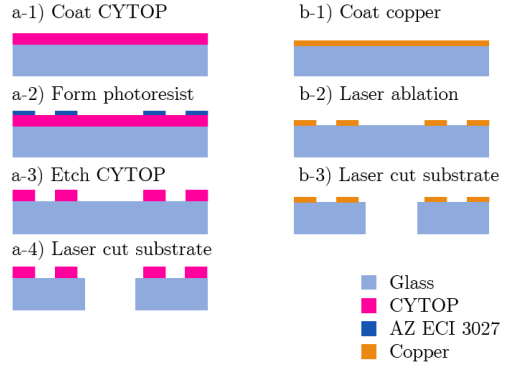 a-1) Coat CYTOP
b-1) Coat copper
a-2) Form photoresist
b-2) Laser ablation
a-3) Etch CYTOP
b-3) Laser cut substrate
a-4) Laser cut substrate
Glass
CYTOP
AZ ECI 3027
Copper